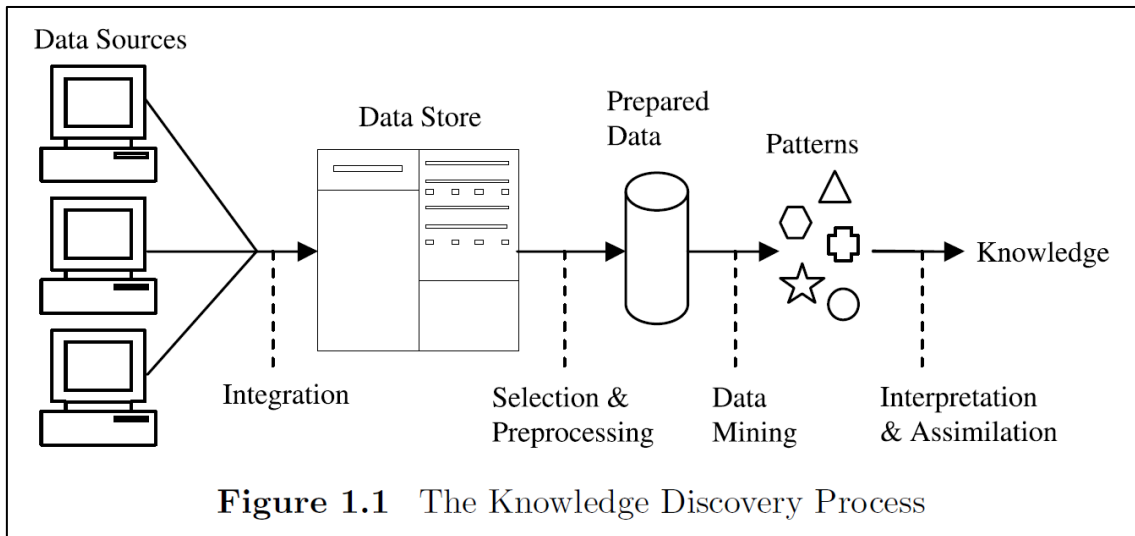 Data Sources
Data Store
Prepared
Data
Patterns
Knowledge
Integration
Selection &
Preprocessing
Data
Mining
Interpretation
& Assimilation
Figure 1.1 The Knowledge Discovery Process